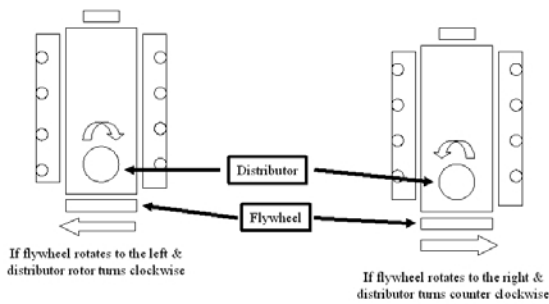 Distributor
Flywheel
If flywheel rotates to the left &
distributor rotor turns clockwise
If flywheel rotates to the right &
distributor turns counter clockwise